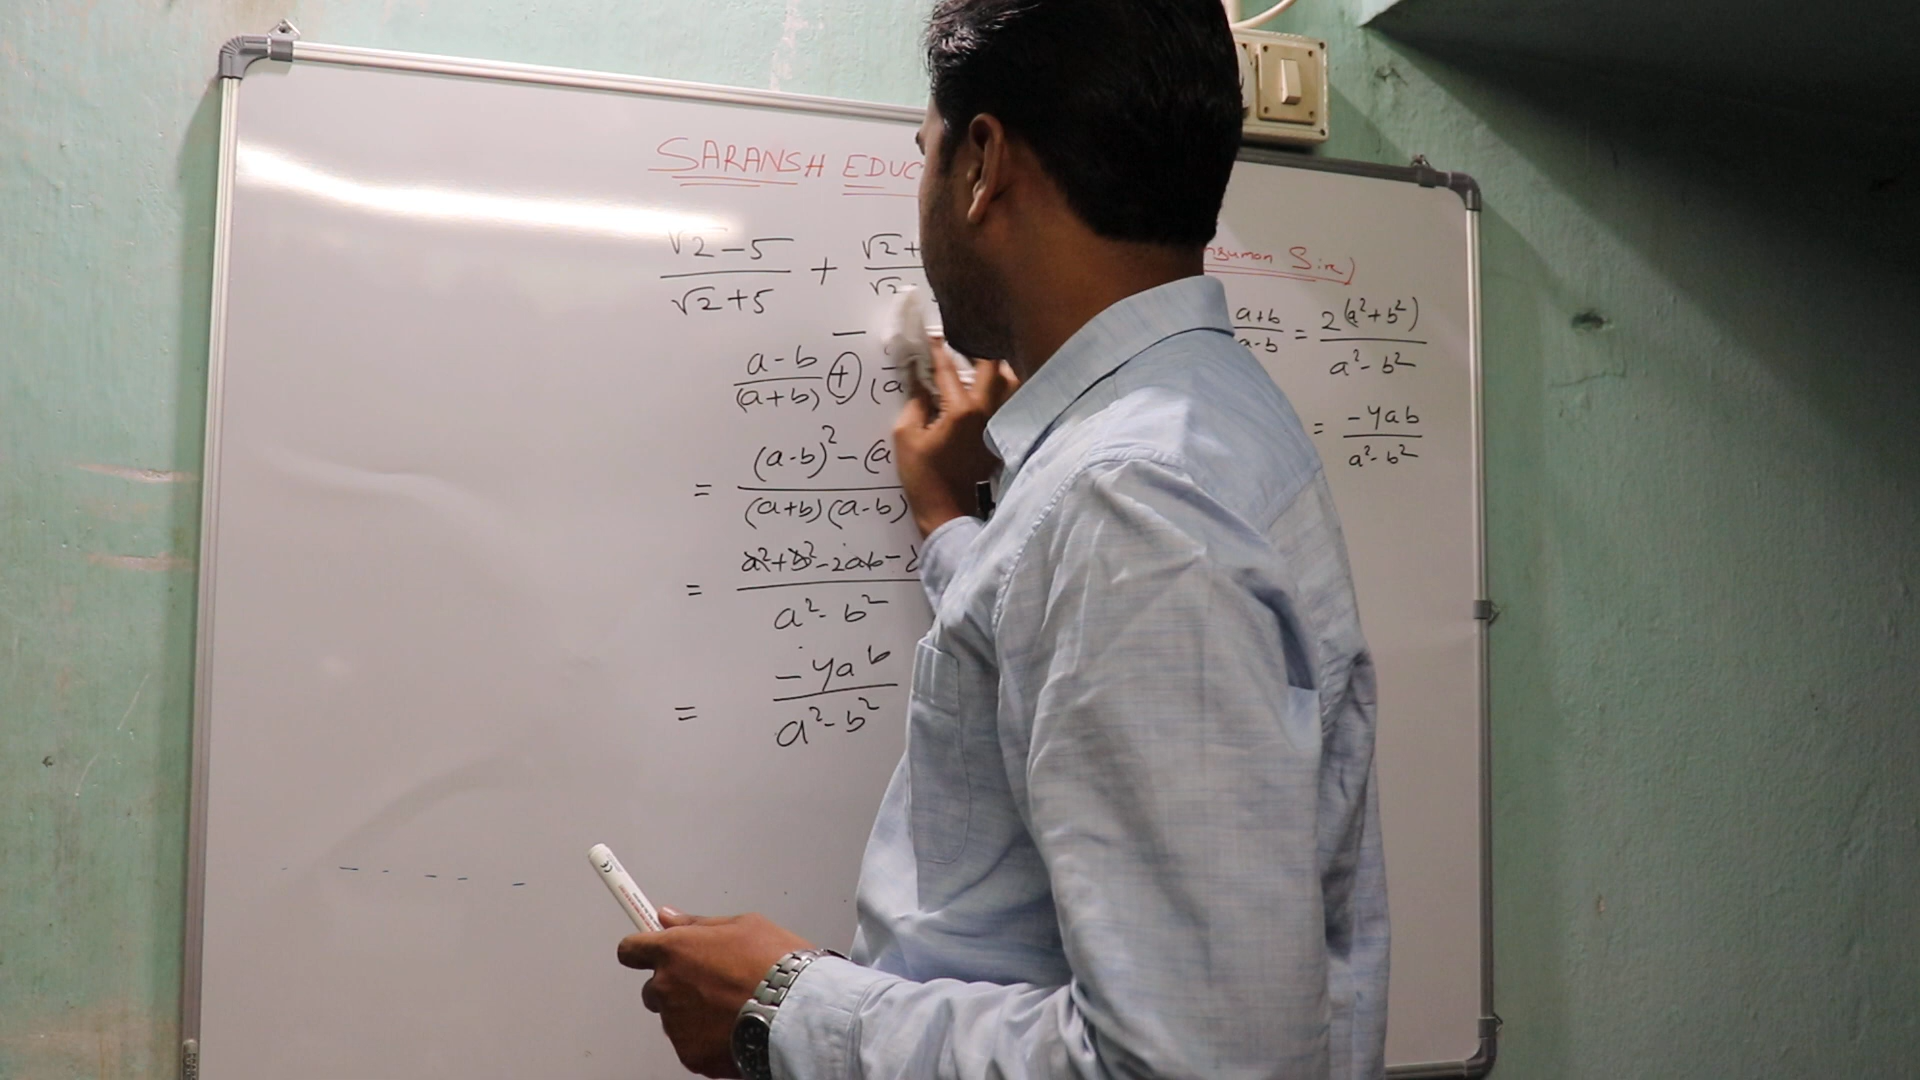 SARANSH EDUC
Sir)
√2-5 / √2+5 + √2+ / √2
a+b / a-b = 2(a²+b²) / a²-b²
a-b / (a+b) + (a
= -4ab / a²-b²
= (a-b)² - (a / (a+b)(a-b)
= a²+b²-2ab- / a²-b²
= -4ab / a²-b²